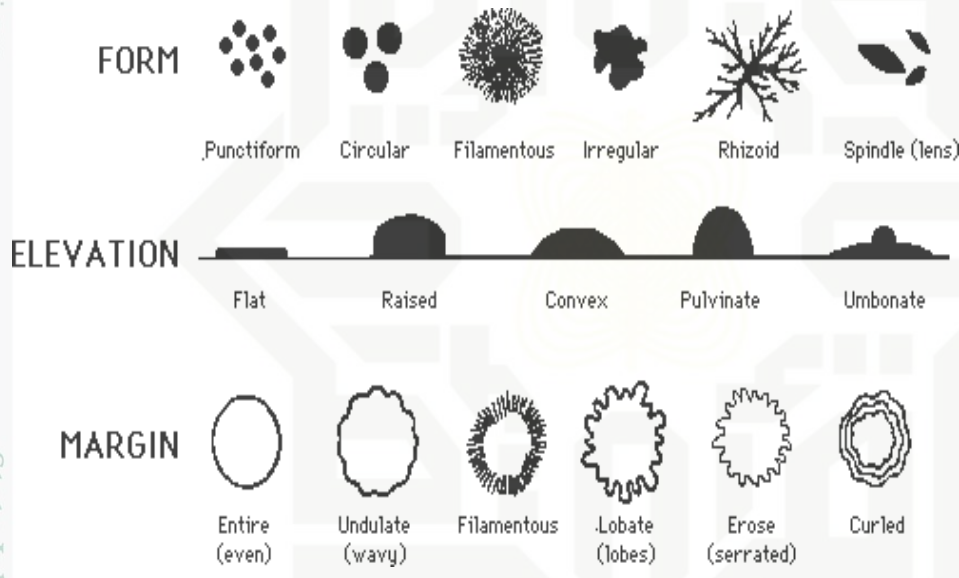 FORM
Punctiform Circular Filamentous Irregular Rhizoid Spindle (lens)
ELEVATION
Flat Raised Convex Pulvinate Umbonate
MARGIN
Entire Undulate Filamentous Lobate Erose Curled
(even) (wavy) (lobes) (serrated)